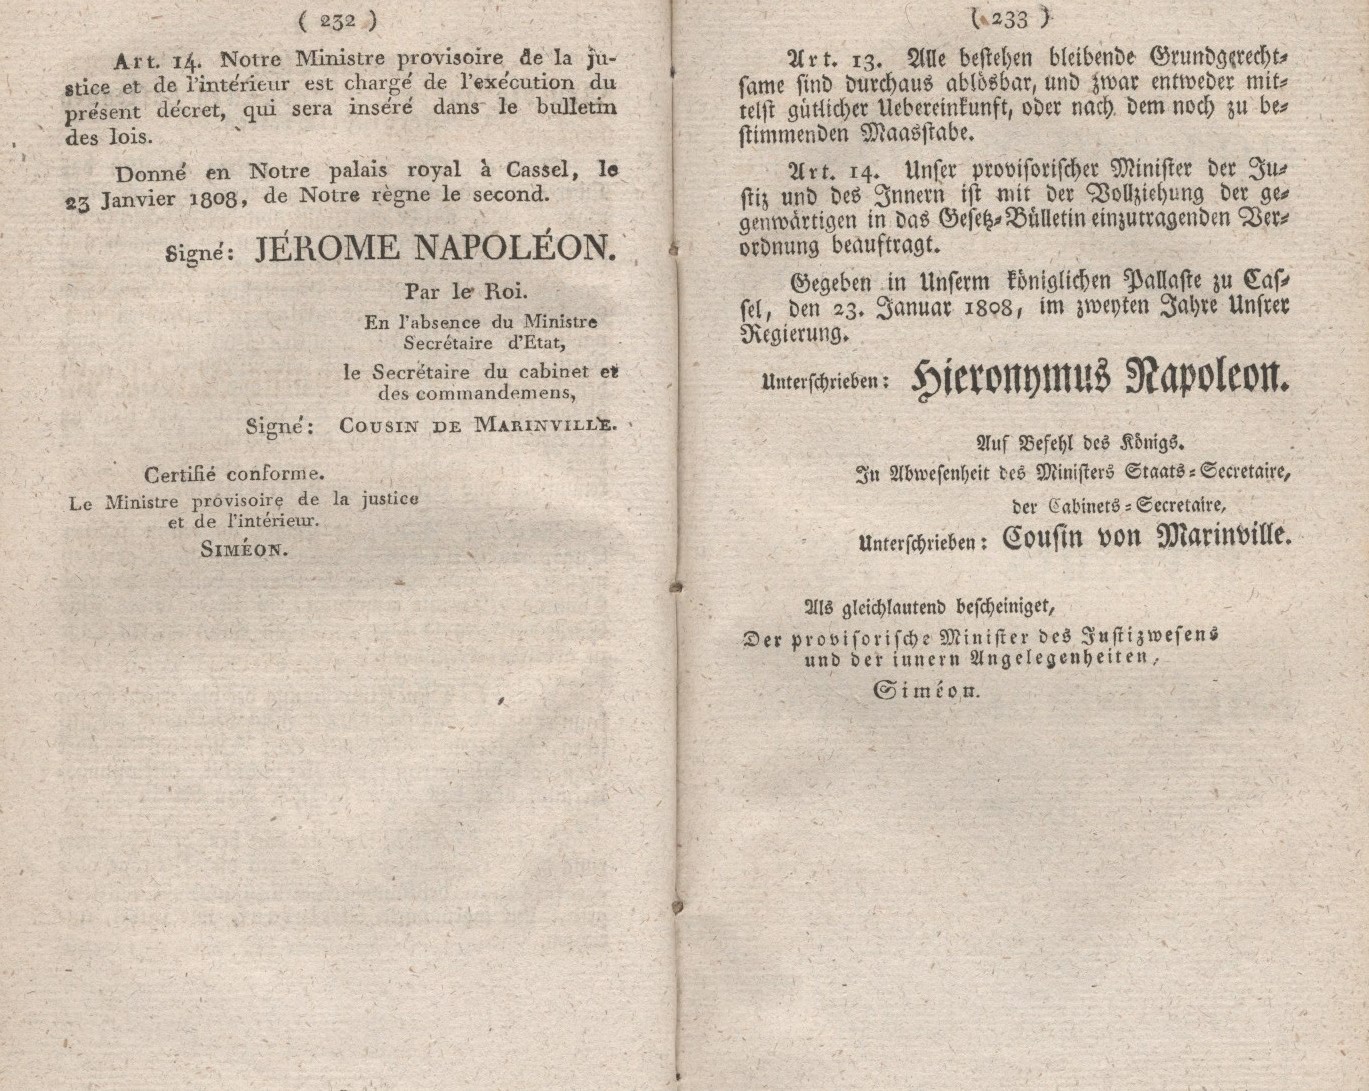 ( 232 )
Art. 14. Notre Ministre provisoire de la ju-
stice et de l'intérieur est chargé de l'exécution du
présent décret, qui sera inséré dans le bulletin
des lois.
Donné en Notre palais royal à Cassel, le
23 Janvier 1808, de Notre règne le second.
Signé: JÉROME NAPOLÉON.
Par le Roi.
En l'absence du Ministre
Secrétaire d'Etat,
le Secrétaire du cabinet et
des commandemens,
Signé: COUSIN DE MARINVILLE.
Certifié conforme.
Le Ministre provisoire de la justice
et de l'intérieur.
SIMÉON.
( 233 )
Art. 13. Alle bestehen bleibende Grundgerecht-
same sind durchaus ablösbar, und zwar entweder mit-
telst gütlicher Uebereinkunft, oder nach dem noch zu be-
stimmenden Maasstabe.
Art. 14. Unser provisorischer Minister der Ju-
stiz und des Innern ist mit der Vollziehung der ge-
genwärtigen in das Gesetz-Bülletin einzutragenden Ver-
ordnung beauftragt.
Gegeben in Unserm königlichen Pallaste zu Cas-
sel, den 23. Januar 1808, im zweyten Jahre Unsrer
Regierung.
Unterschrieben: Hieronymus Napoleon.
Auf Befehl des Königs.
In Abwesenheit des Ministers Staats-Secretaire,
der Cabinets-Secretaire,
Unterschrieben: Cousin von Marinville.
Als gleichlautend bescheiniget,
Der provisorische Minister des Justizwesens
und der innern Angelegenheiten,
Siméon.